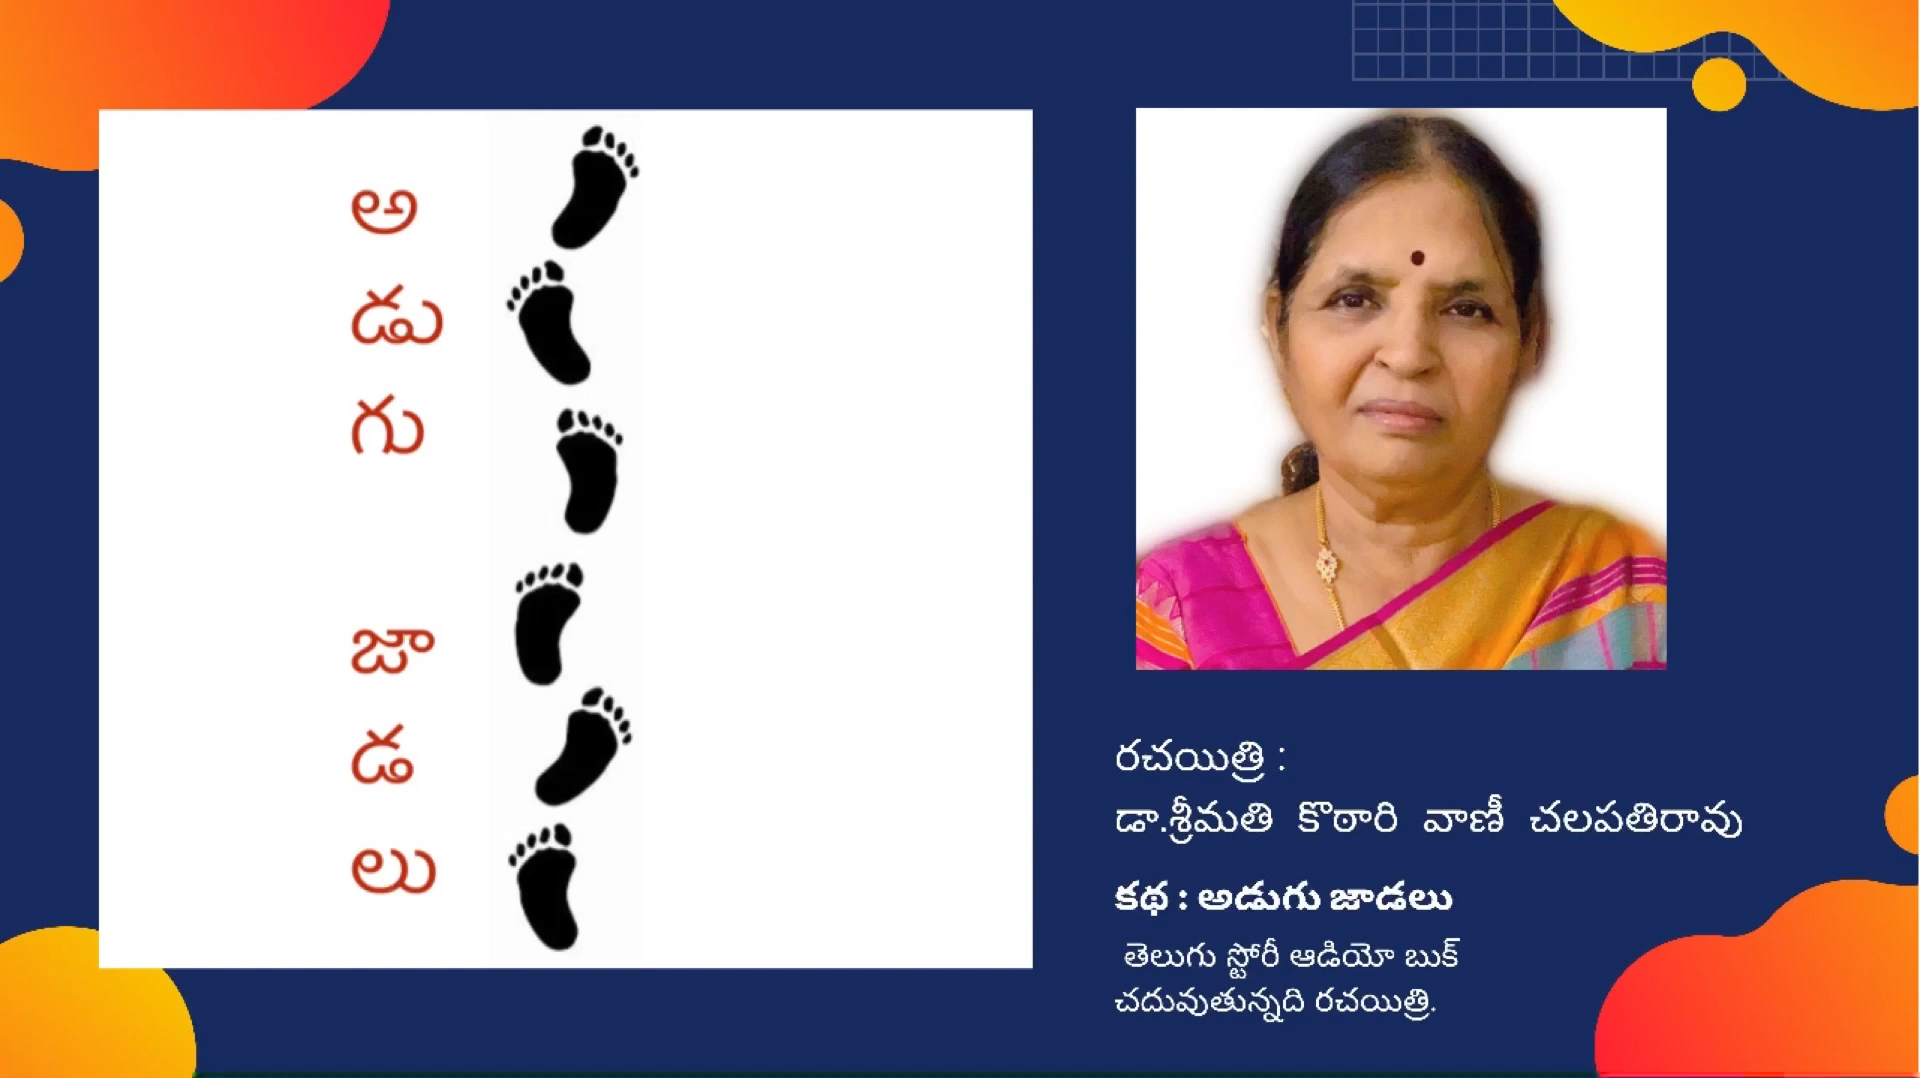 అ
డు
గు
జా
డ
లు
రచయిత్రి :
డా.శ్రీమతి కొఠారి వాణీ చలపతిరావు
కథ : అడుగు జాడలు
తెలుగు స్టోరీ ఆడియో బుక్
చదువుతున్నది రచయిత్రి.